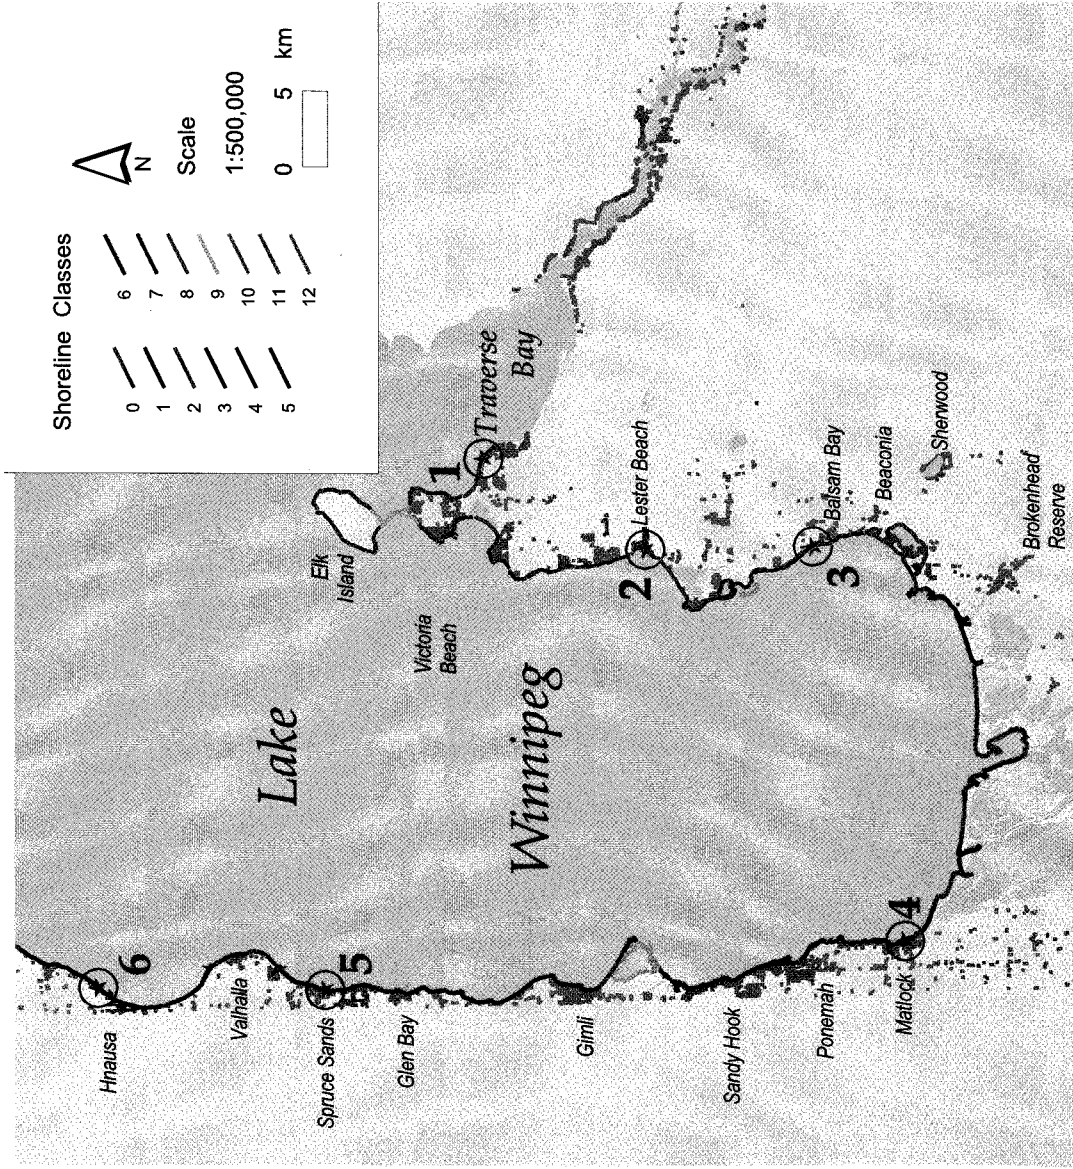 Shoreline Classes
0
1
2
3
4
5
6
7
8
9
10
11
12
N
Scale
1:500,000
0 5 km
Lake
Winnipeg
Elk
Island
Victoria
Beach
Traverse
Bay
1
Lester Beach
2
Balsam Bay
3
Beaconia
Sherwood
Brokenhead
Reserve
4
Matlock
Ponemah
Sandy Hook
Gimli
Glen Bay
Spruce Sands
5
Valhalla
Hnausa
6